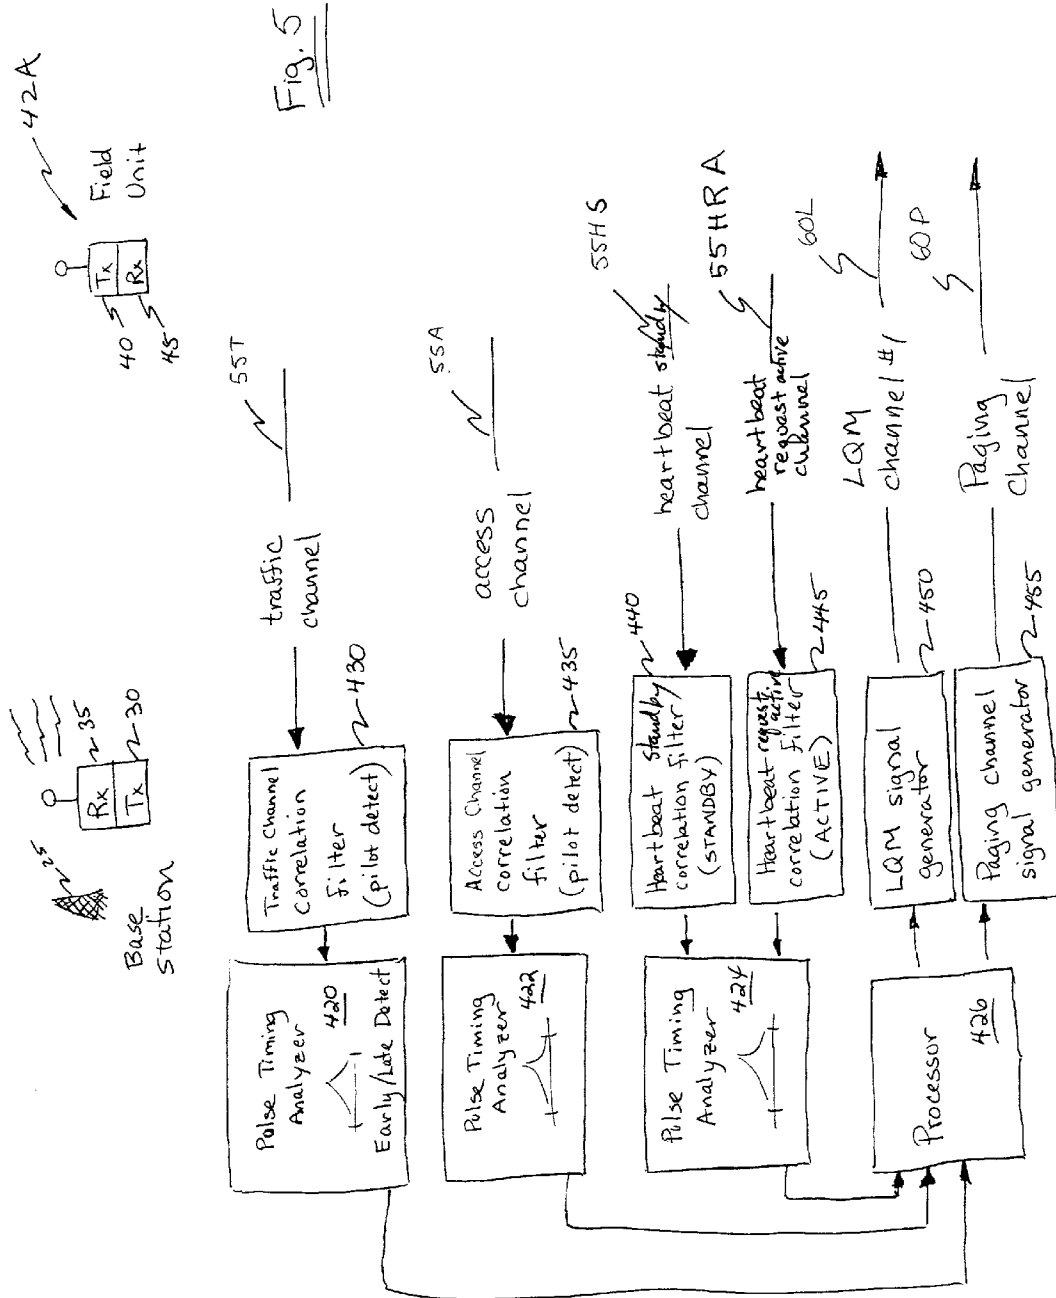 Fig. 5
42A
Field
Unit
Tx
Rx
40
45
25
Base
Station
Rx
Tx
35
30
55T
traffic
channel
430
Traffic Channel
Correlation
Filter
(pilot detect)
Pulse Timing
Analyzer
420
Early/Late Detect
55A
access
channel
435
Access Channel
correlation
filter
(pilot detect)
Pulse Timing
Analyzer
422
55HS
heartbeat standby
channel
440
Heartbeat standby
correlation filter
(STANDBY)
55HRA
heartbeat
request active
channel
445
Heartbeat request active
correlation filter
(ACTIVE)
Pulse Timing
Analyzer
424
60L
LQM
channel #1
450
LQM signal
generator
60P
Paging
Channel
455
Paging channel
signal generator
Processor
426